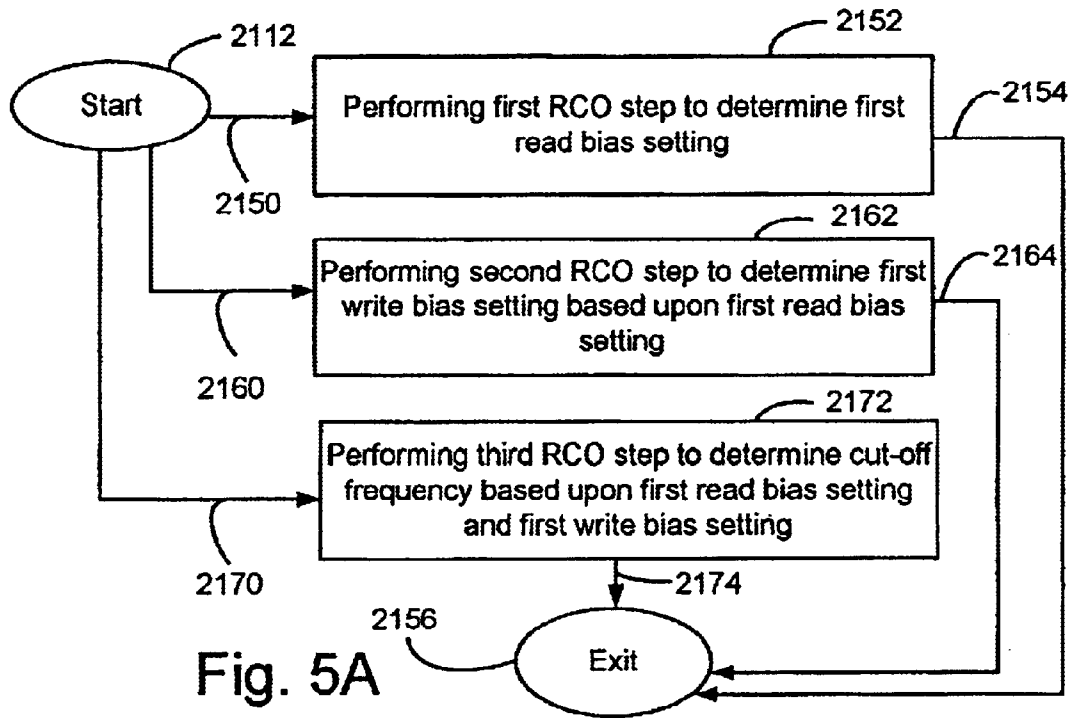 2112
Start
2152
Performing first RCO step to determine first
read bias setting
2154
2150
2162
Performing second RCO step to determine first
write bias setting based upon first read bias
setting
2164
2160
2172
Performing third RCO step to determine cut-off
frequency based upon first read bias setting
and first write bias setting
2170
2174
2156
Exit
Fig. 5A